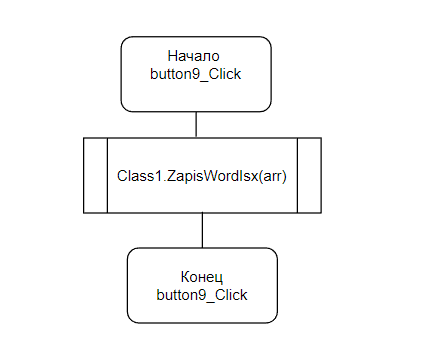 Начало
button9_Click
Class1.ZapisWordIsx(arr)
Конец
button9_Click